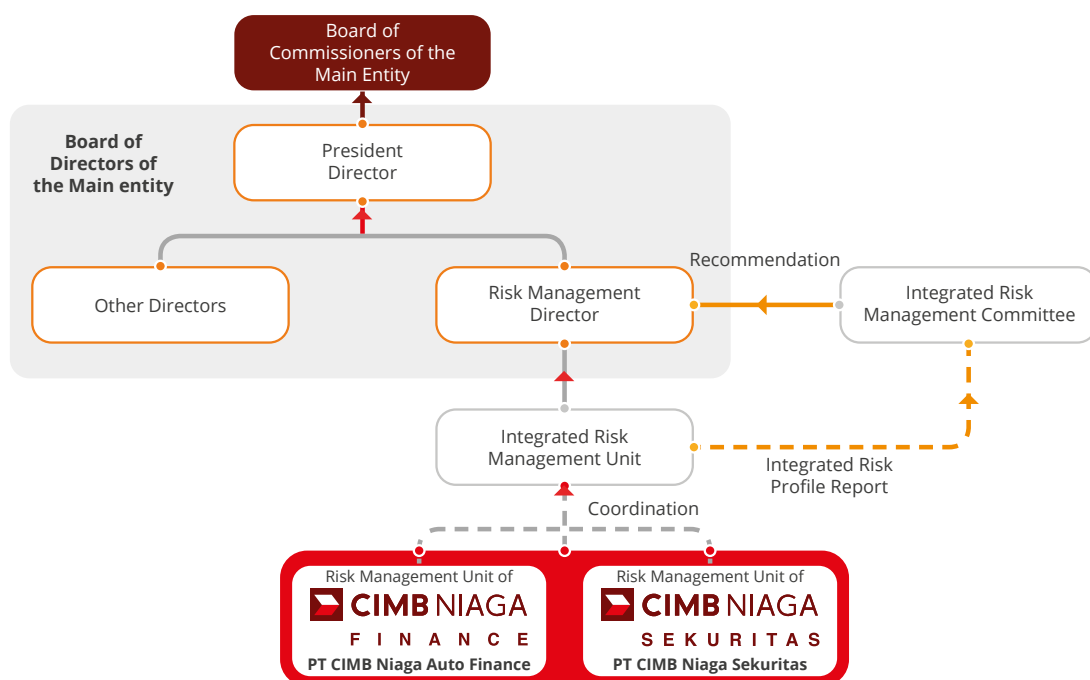 Board of
Commissioners of the
Main Entity
Board of
Directors of
the Main entity
President
Director
Other Directors
Risk Management
Director
Recommendation
Integrated Risk
Management Committee
Integrated Risk
Management Unit
Integrated Risk
Profile Report
Coordination
Risk Management Unit of
CIMB NIAGA
FINANCE
PT CIMB Niaga Auto Finance
Risk Management Unit of
CIMB NIAGA
SEKURITAS
PT CIMB Niaga Sekuritas